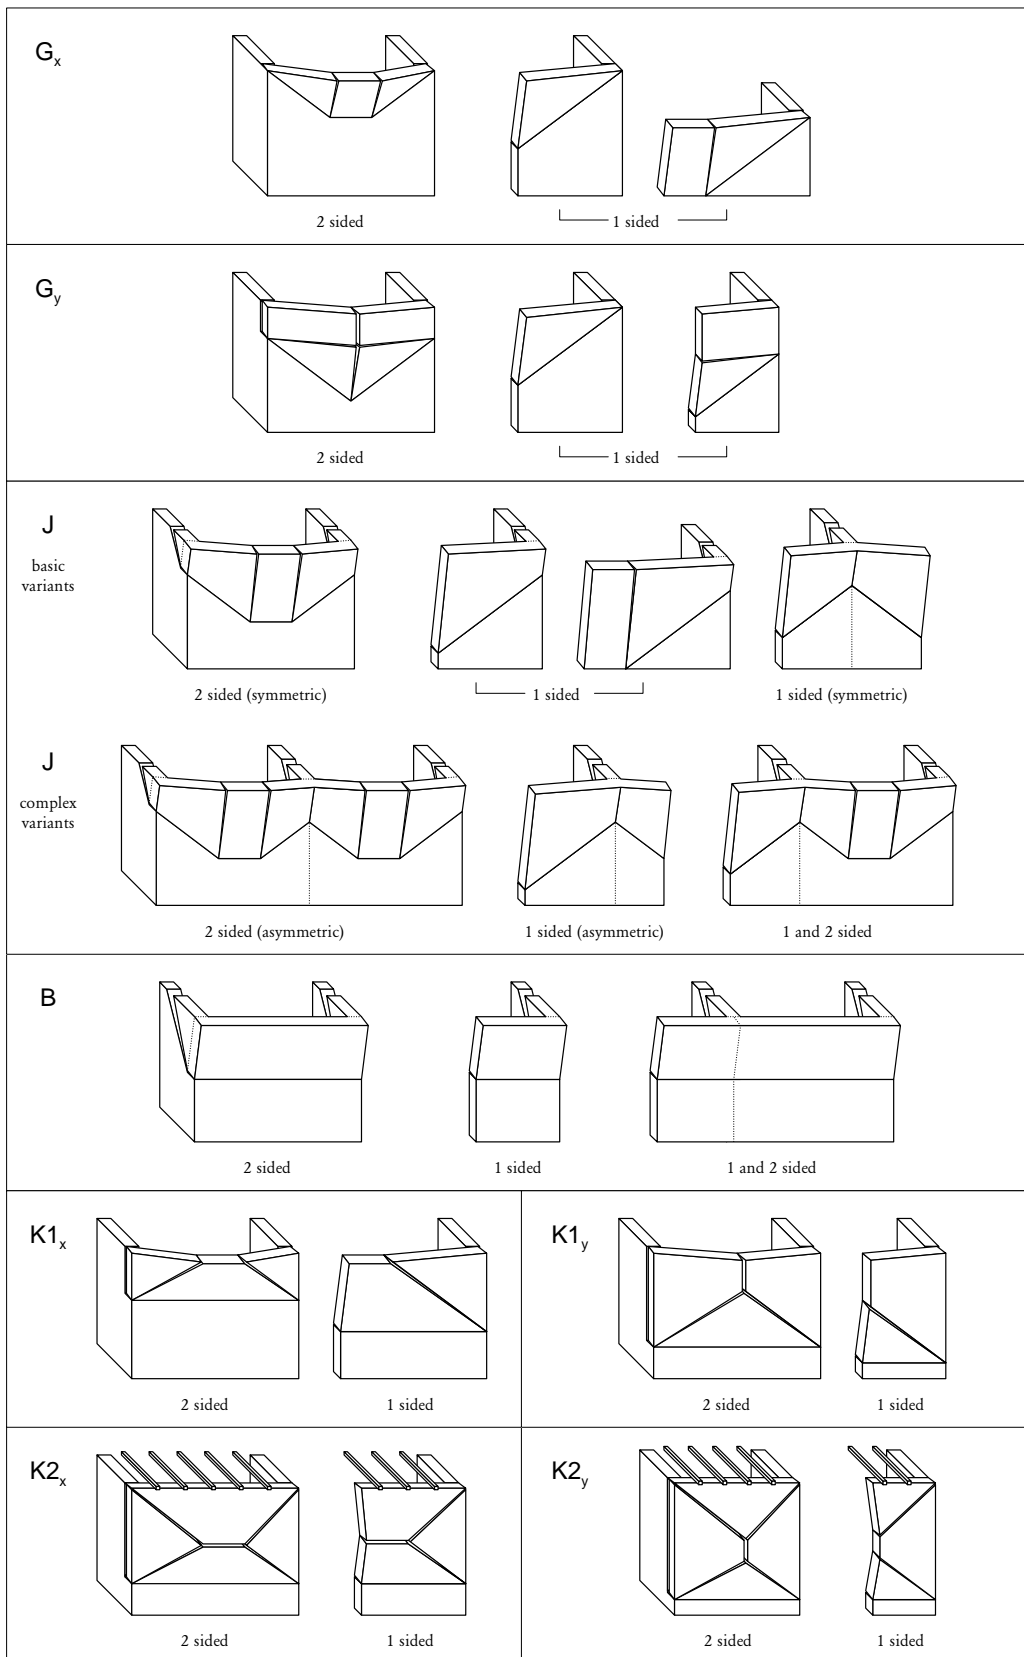 Gx
2 sided
1 sided
Gy
2 sided
1 sided
J
basic
variants
2 sided (symmetric)
1 sided
1 sided (symmetric)
J
complex
variants
2 sided (asymmetric)
1 sided (asymmetric)
1 and 2 sided
B
2 sided
1 sided
1 and 2 sided
K1x
2 sided
1 sided
K1y
2 sided
1 sided
K2x
2 sided
1 sided
K2y
2 sided
1 sided